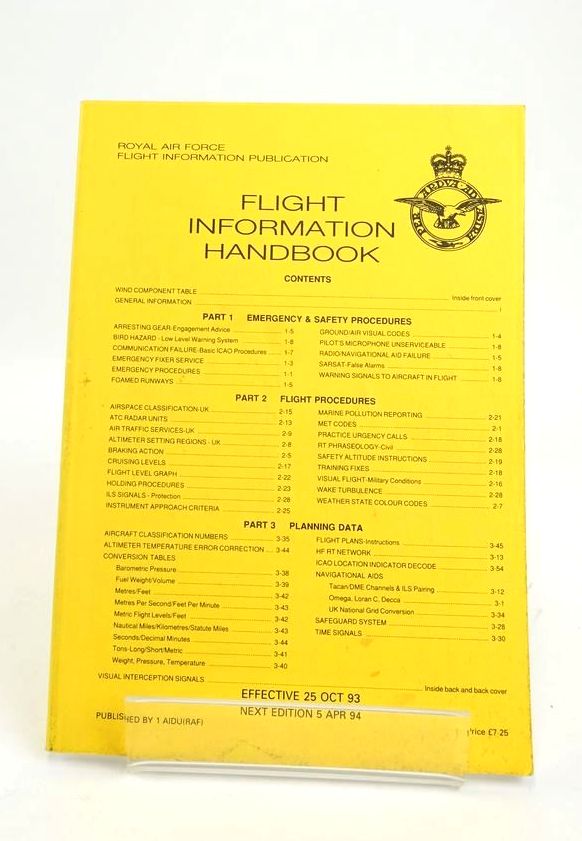 ROYAL AIR FORCE
FLIGHT INFORMATION PUBLICATION
PER ARDVA AD ASTRA
FLIGHT
INFORMATION
HANDBOOK
CONTENTS
WIND COMPONENT TABLE Inside front cover
GENERAL INFORMATION i
PART 1 EMERGENCY & SAFETY PROCEDURES
ARRESTING GEAR-Engagement Advice 1-5
BIRD HAZARD - Low Level Warning System 1-8
COMMUNICATION FAILURE-Basic ICAO Procedures 1-7
EMERGENCY FIXER SERVICE 1-3
EMERGENCY PROCEDURES 1-1
FOAMED RUNWAYS 1-5
GROUND/AIR VISUAL CODES 1-4
PILOT'S MICROPHONE UNSERVICEABLE 1-8
RADIO/NAVIGATIONAL AID FAILURE 1-5
SARSAT-False Alarms 1-3
WARNING SIGNALS TO AIRCRAFT IN FLIGHT 1-8
PART 2 FLIGHT PROCEDURES
AIRSPACE CLASSIFICATION-UK 2-15
ATC RADAR UNITS 2-13
AIR TRAFFIC SERVICES-UK 2-9
ALTIMETER SETTING REGIONS - UK 2-8
BRAKING ACTION 2-5
CRUISING LEVELS 2-17
FLIGHT LEVEL GRAPH 2-22
HOLDING PROCEDURES 2-23
ILS SIGNALS - Protection 2-28
INSTRUMENT APPROACH CRITERIA 2-25
MARINE POLLUTION REPORTING 2-21
MET CODES 2-1
PRACTICE URGENCY CALLS 2-18
RT PHRASEOLOGY-Civil 2-28
SAFETY ALTITUDE INSTRUCTIONS 2-19
TRAINING FIXES 2-18
VISUAL FLIGHT-Military Conditions 2-16
WAKE TURBULENCE 2-28
WEATHER STATE COLOUR CODES 2-7
PART 3 PLANNING DATA
AIRCRAFT CLASSIFICATION NUMBERS 3-35
ALTIMETER TEMPERATURE ERROR CORRECTION 3-44
CONVERSION TABLES
Barometric Pressure 3-38
Fuel Weight/Volume 3-39
Metres/Feet 3-42
Metres Per Second/Feet Per Minute 3-43
Metric Flight Levels/Feet 3-42
Nautical Miles/Kilometres/Statute Miles 3-43
Seconds/Decimal Minutes 3-44
Tons-Long/Short/Metric 3-41
Weight, Pressure, Temperature 3-40
FLIGHT PLANS-Instructions 3-45
HF RT NETWORK 3-13
ICAO LOCATION INDICATOR DECODE 3-54
NAVIGATIONAL AIDS
Tacan/DME Channels & ILS Pairing 3-12
Omega, Loran C, Decca 3-1
UK National Grid Conversion 3-34
SAFEGUARD SYSTEM 3-28
TIME SIGNALS 3-30
VISUAL INTERCEPTION SIGNALS Inside back and back cover
EFFECTIVE 25 OCT 93
NEXT EDITION 5 APR 94
PUBLISHED BY 1 AIDU(RAF)
Price £7.25